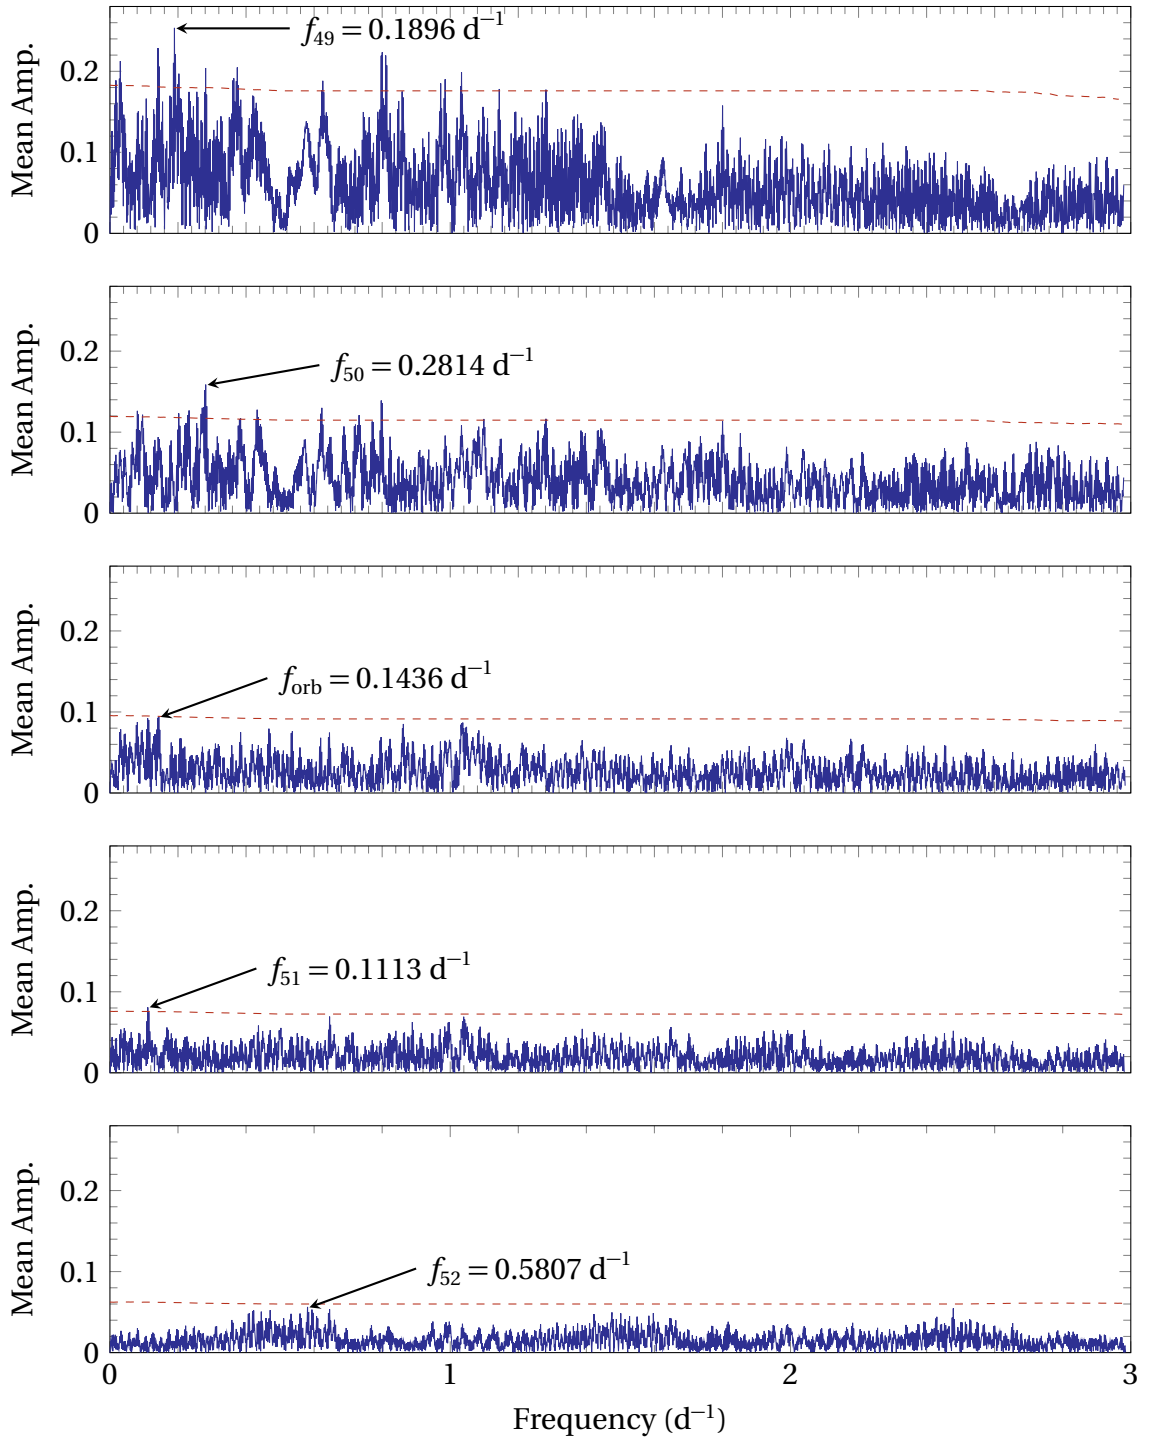 f₄₉ = 0.1896 d⁻¹
Mean Amp.
0.2
0.1
0
f₅₀ = 0.2814 d⁻¹
Mean Amp.
0.2
0.1
0
f_orb = 0.1436 d⁻¹
Mean Amp.
0.2
0.1
0
f₅₁ = 0.1113 d⁻¹
Mean Amp.
0.2
0.1
0
f₅₂ = 0.5807 d⁻¹
Mean Amp.
0.2
0.1
0
0 1 2 3
Frequency (d⁻¹)